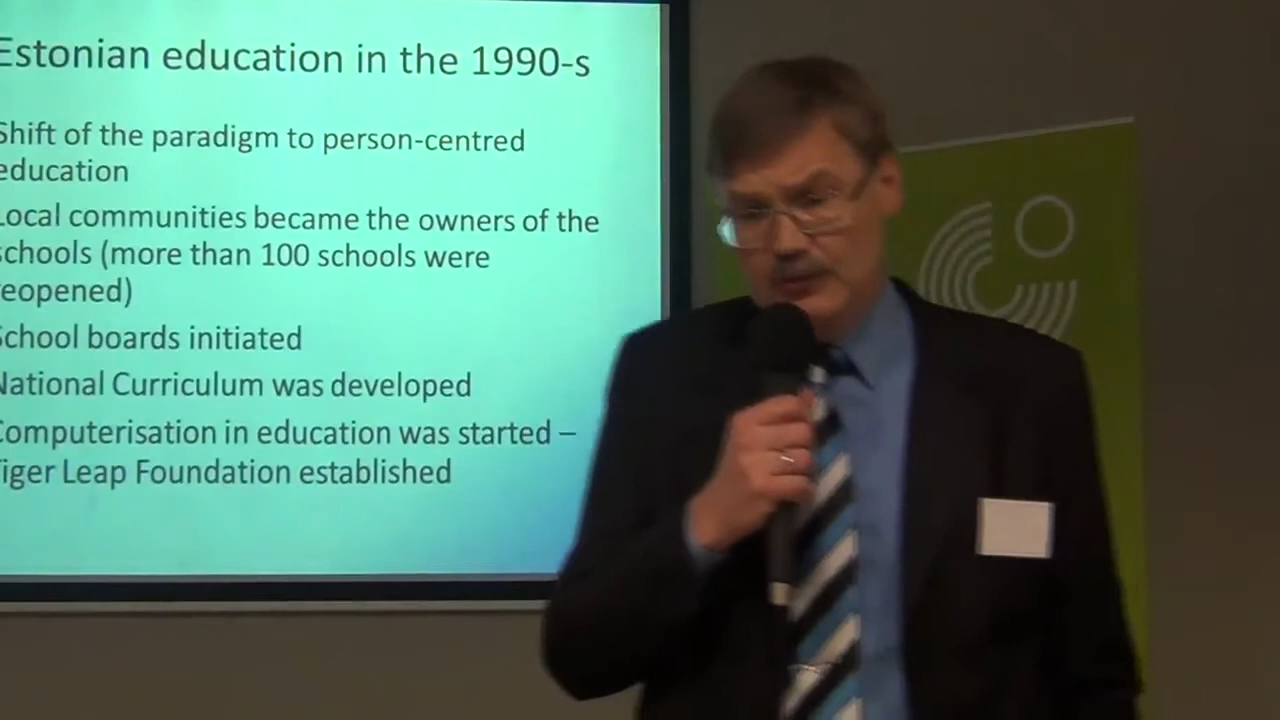 Estonian education in the 1990-s
Shift of the paradigm to person-centred
education
Local communities became the owners of the
schools (more than 100 schools were
reopened)
School boards initiated
National Curriculum was developed
Computerisation in education was started –
Tiger Leap Foundation established